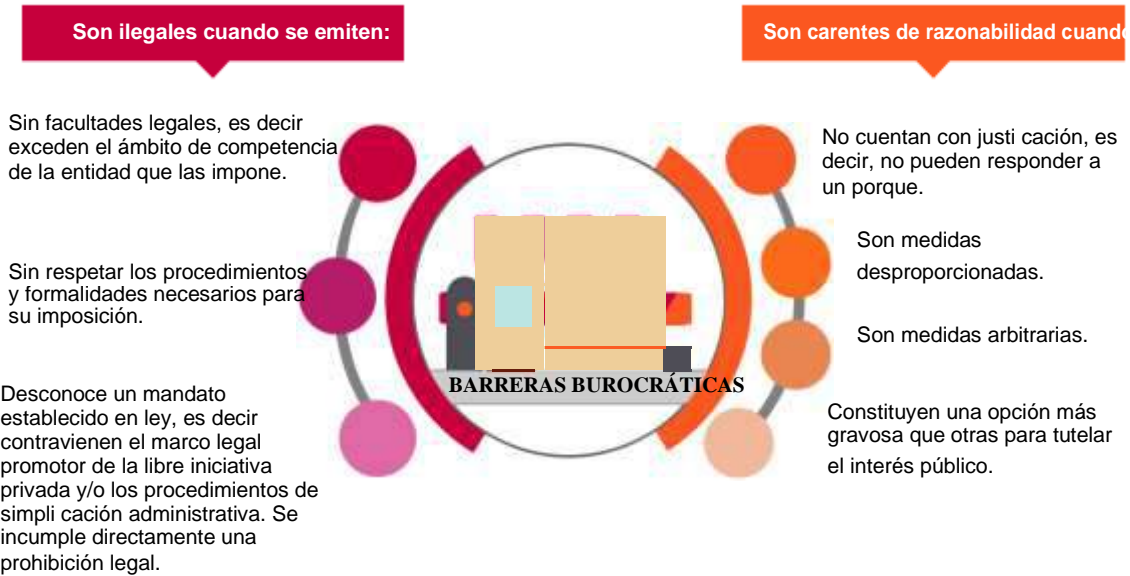 Son ilegales cuando se emiten:
Sin facultades legales, es decir
exceden el ámbito de competencia
de la entidad que las impone.
Sin respetar los procedimientos
y formalidades necesarios para
su imposición.
Desconoce un mandato
establecido en ley, es decir
contravienen el marco legal
promotor de la libre iniciativa
privada y/o los procedimientos de
simpli cación administrativa. Se
incumple directamente una
prohibición legal.
BARRERAS BUROCRÁTICAS
Son carentes de razonabilidad cuando
No cuentan con justi cación, es
decir, no pueden responder a
un porque.
Son medidas
desproporcionadas.
Son medidas arbitrarias.
Constituyen una opción más
gravosa que otras para tutelar
el interés público.